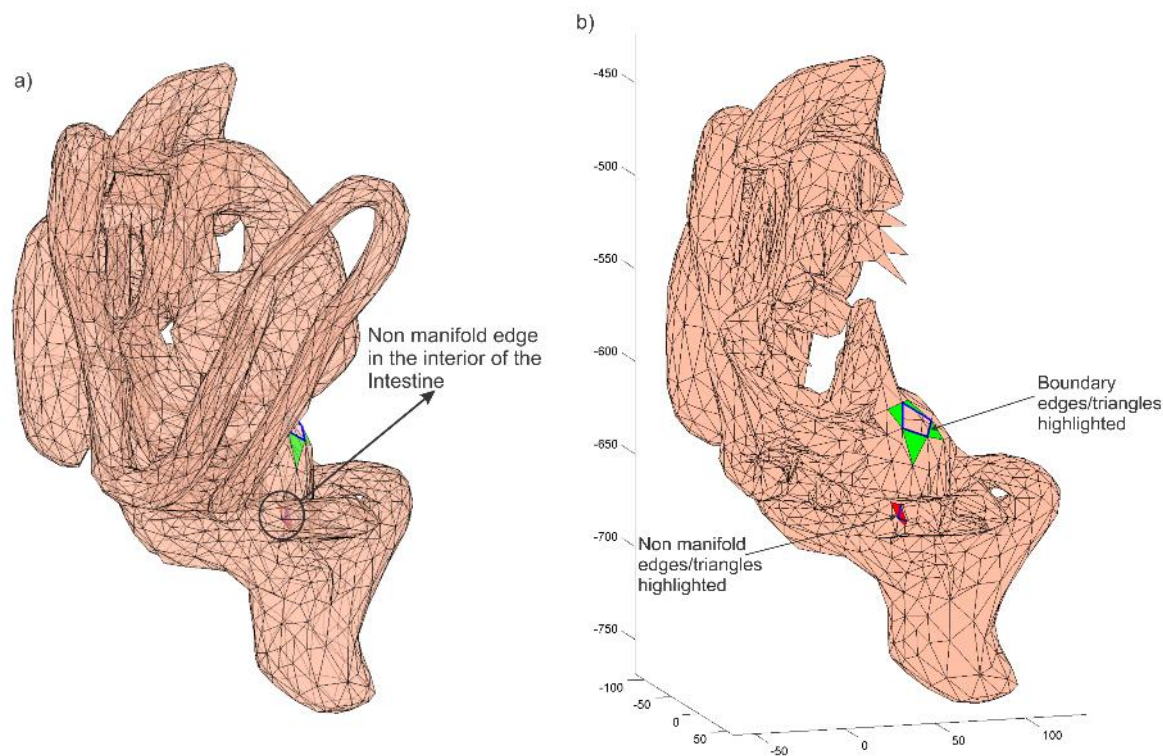 a)
Non manifold edge
in the interior of the
Intestine
b)
-450
-500
-550
-600
-650
-700
-750
Boundary
edges/triangles
highlighted
Non manifold
edges/triangles
highlighted
-100
-50
0
50
-50
0
50
100